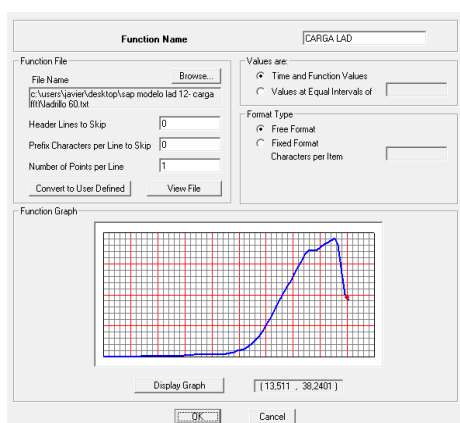 Function Name
CARGA LAD
Function File
File Name
Browse...
c:\users\javier\desktop\sap modelo lad 12- carga
lftt\ladrillo 60.txt
Header Lines to Skip
0
Prefix Characters per Line to Skip
0
Number of Points per Line
1
Convert to User Defined
View File
Values are:
Time and Function Values
Values at Equal Intervals of
Format Type
Free Format
Fixed Format
Characters per Item
Function Graph
Display Graph
( 13,511 , 38,2401 )
OK
Cancel